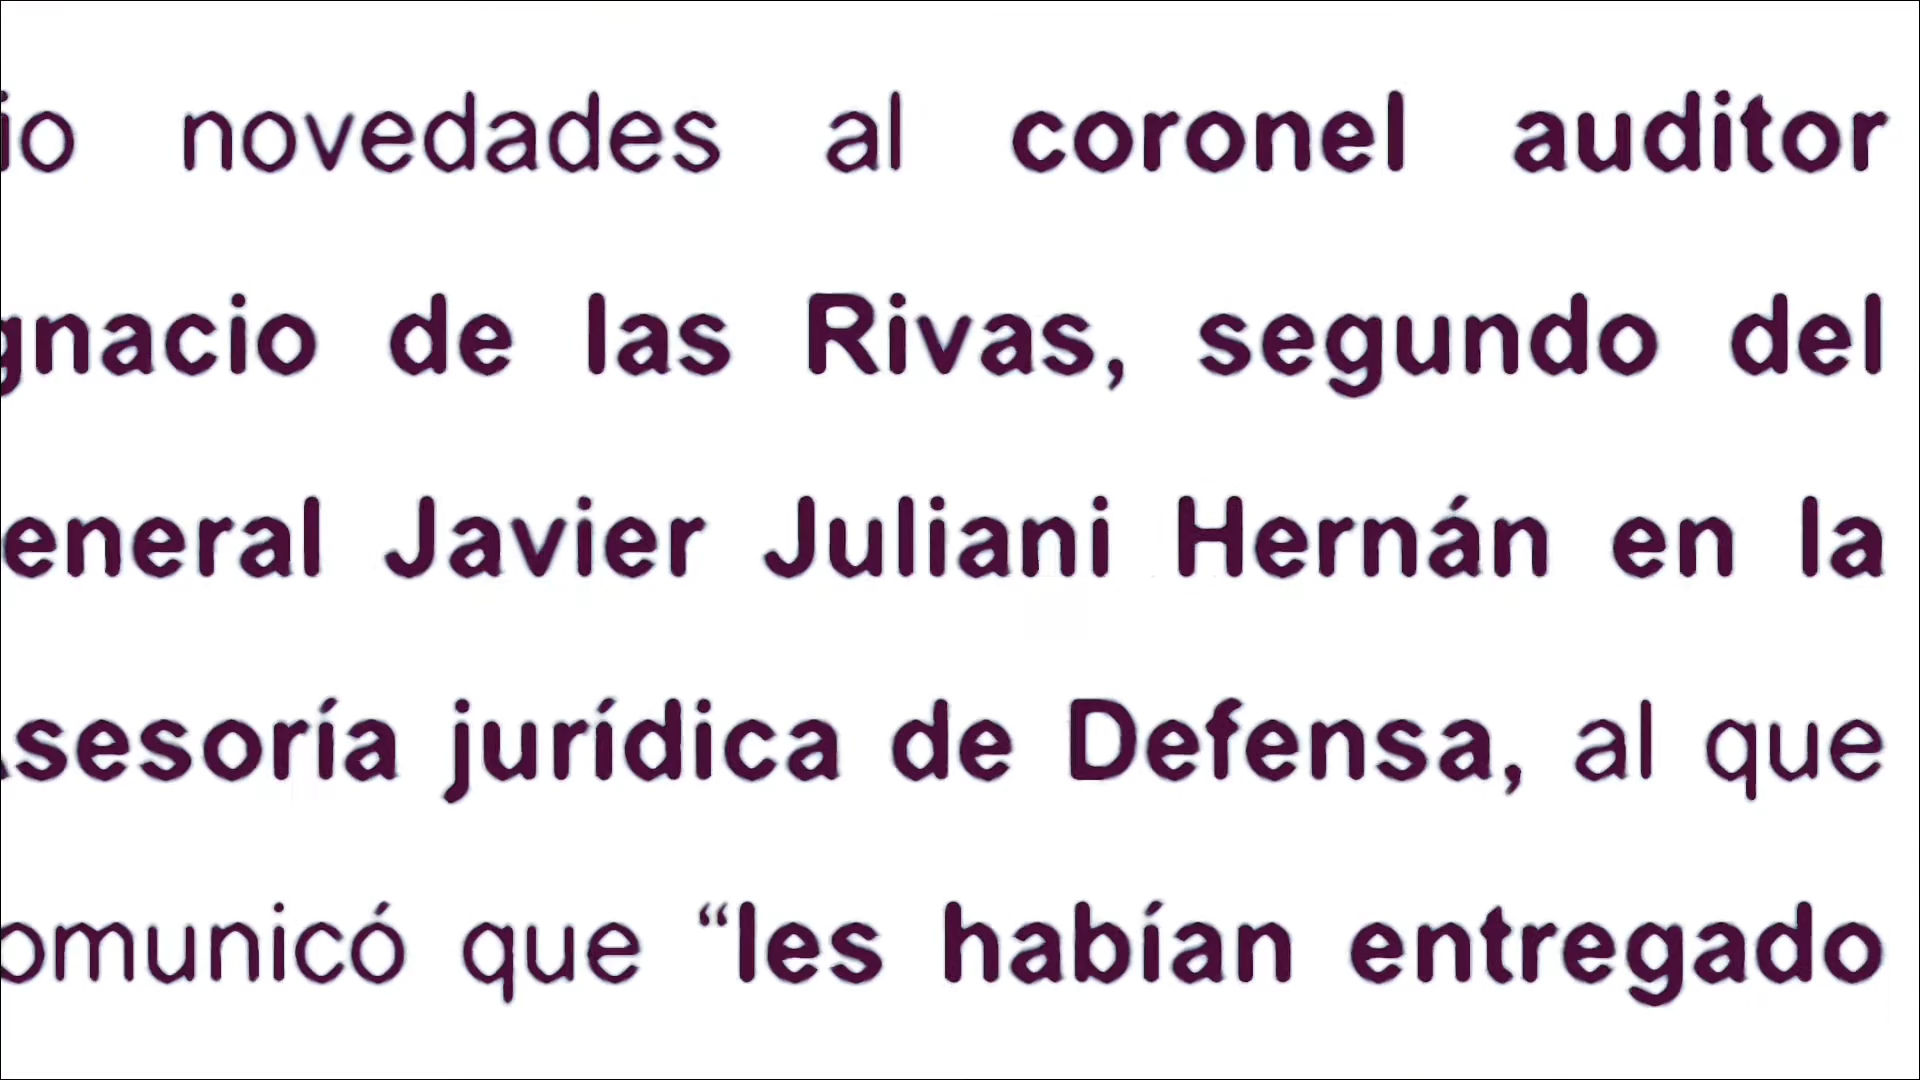 io novedades al coronel auditor
gnacio de las Rivas, segundo del
eneral Javier Juliani Hernán en la
sesoría jurídica de Defensa, al que
omunicó que “les habían entregado